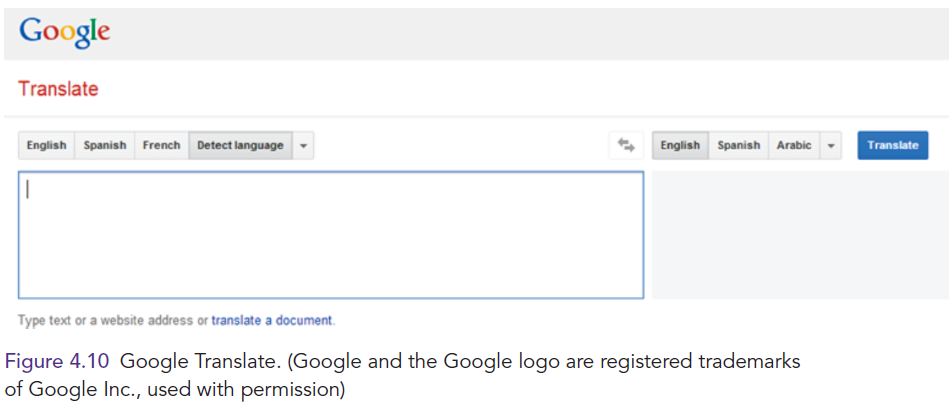 Google
Translate
English Spanish French Detect language English Spanish Arabic Translate
Type text or a website address or translate a document.
Figure 4.10 Google Translate. (Google and the Google logo are registered trademarks
of Google Inc., used with permission)